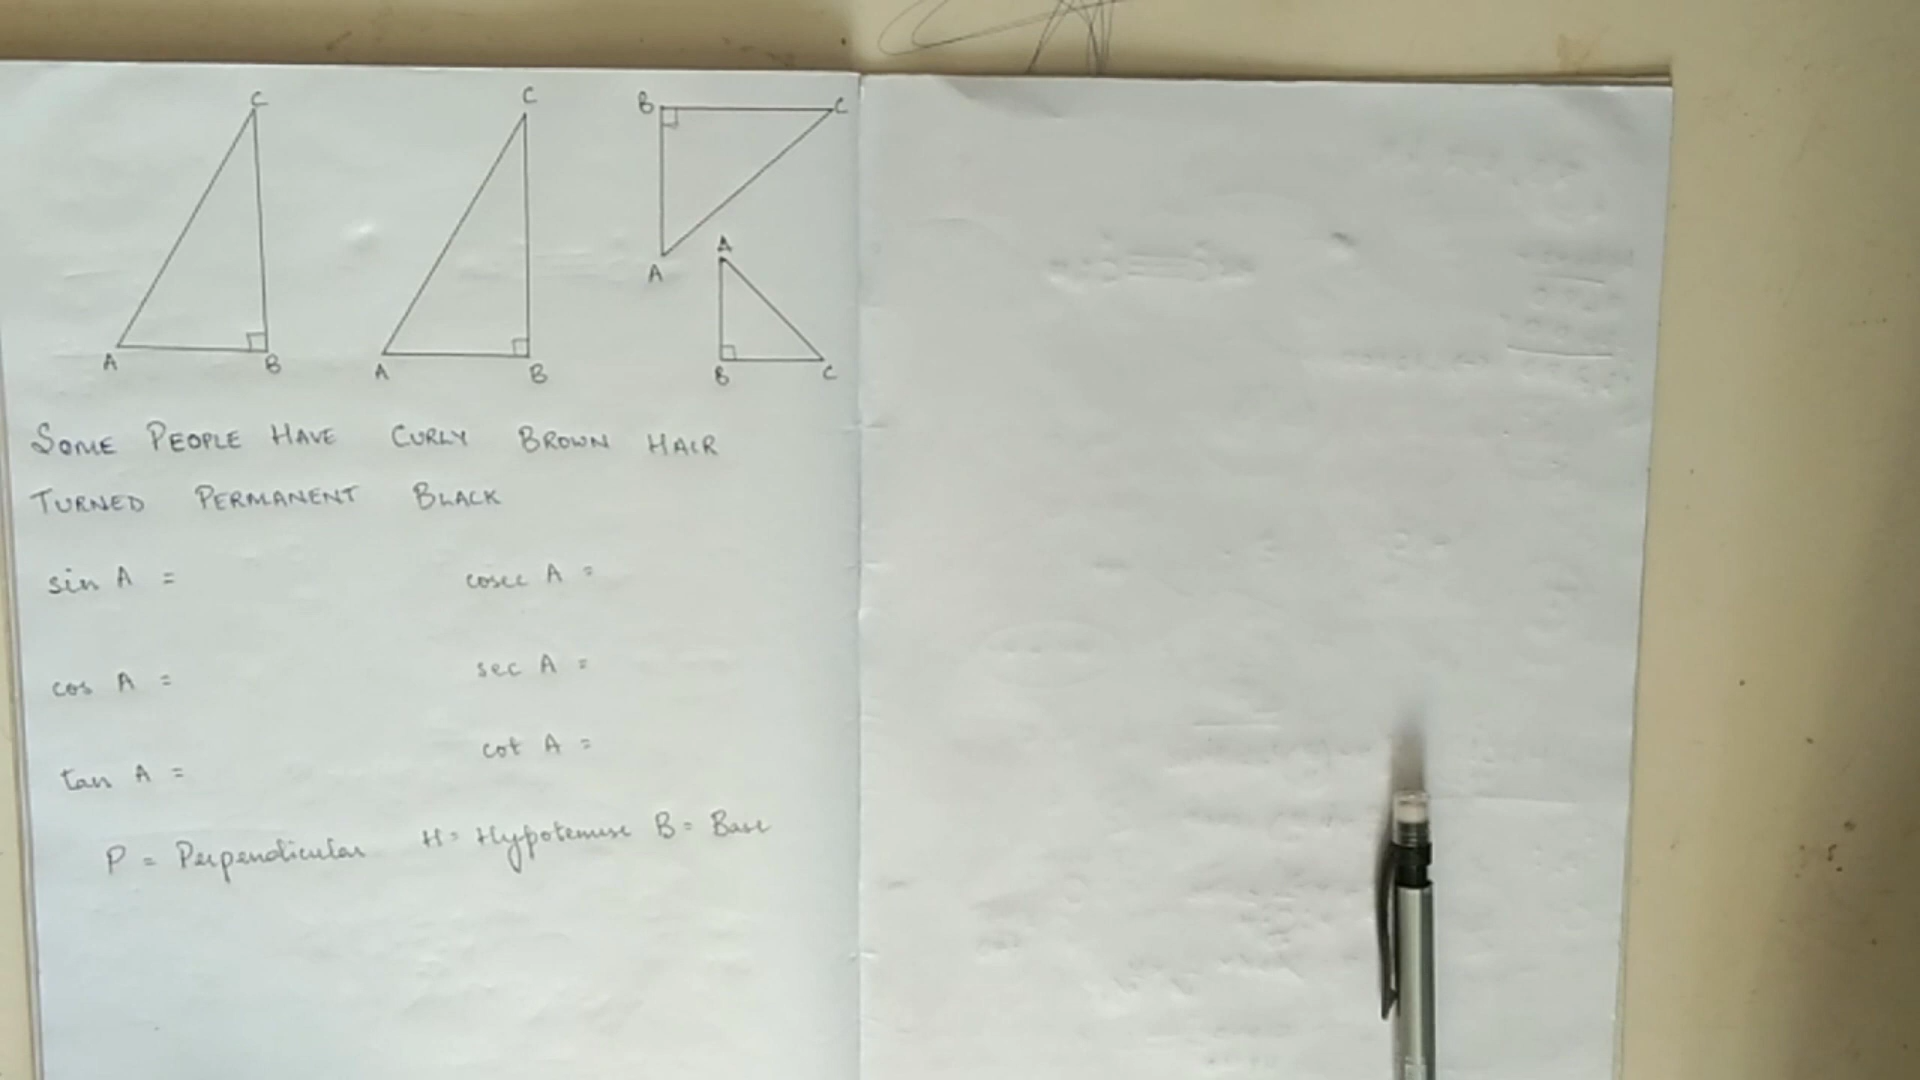 C
C
B C
A
A
A B
A B
B C
SOME PEOPLE HAVE CURLY BROWN HAIR
TURNED PERMANENT BLACK
sin A = cosec A =
cos A = sec A =
tan A = cot A =
P = Perpendicular H = Hypotenuse B = Base